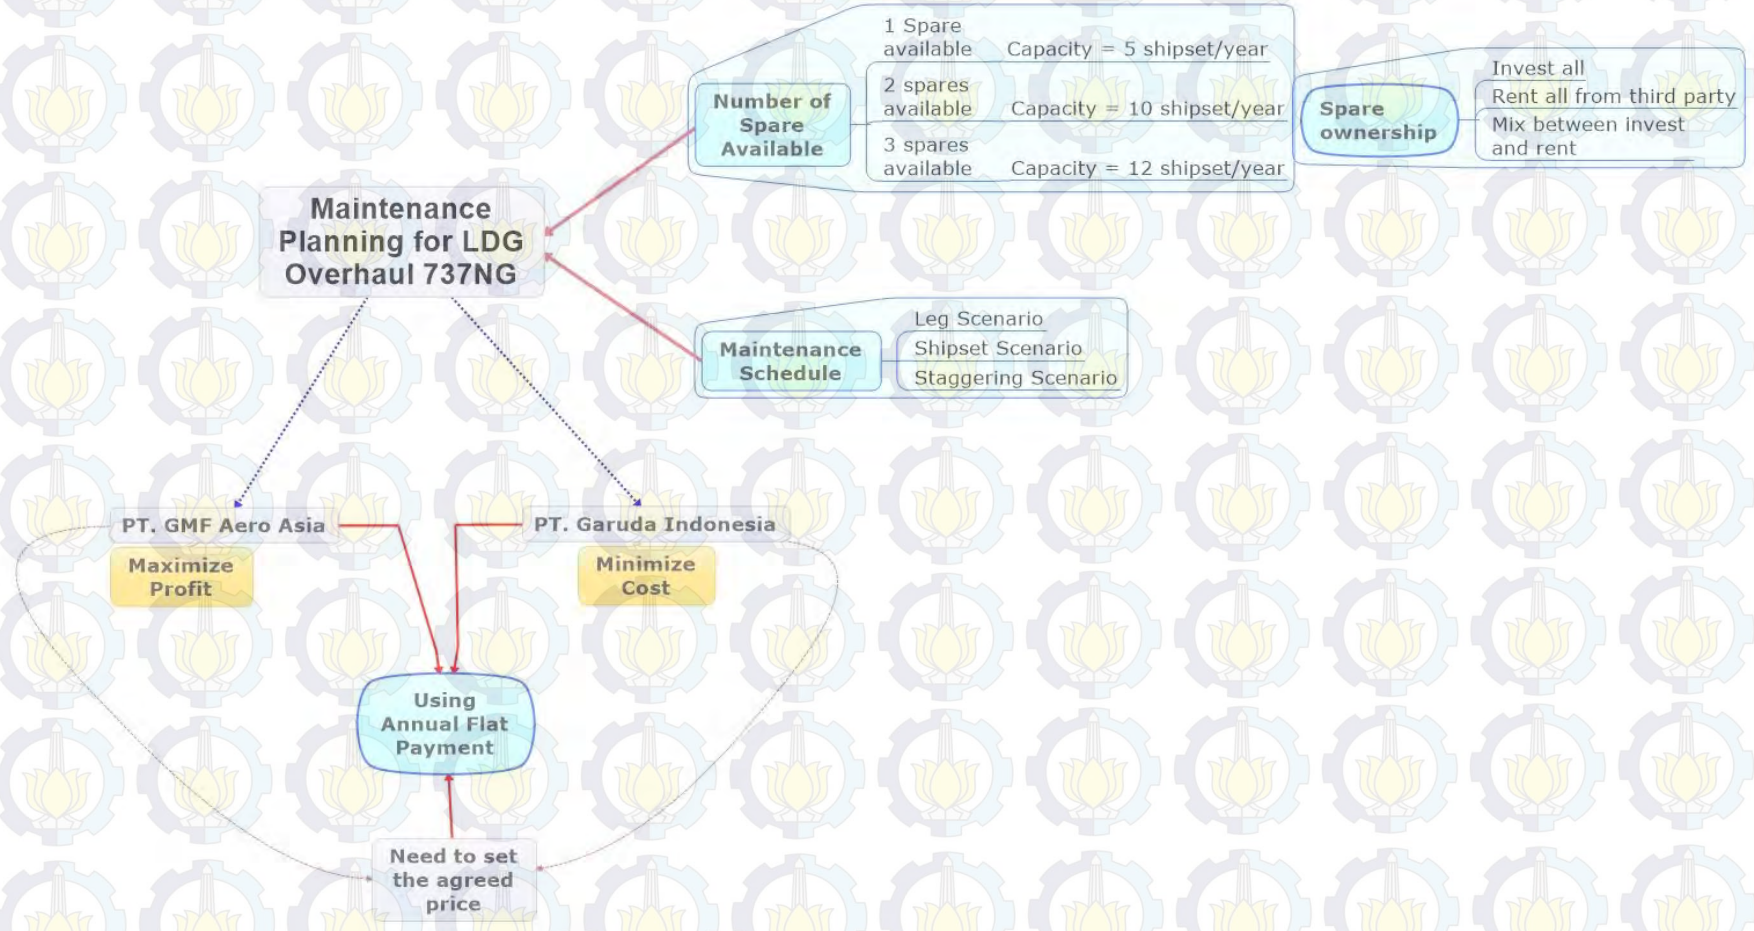 1 Spare
available Capacity = 5 shipset/year
2 spares
available Capacity = 10 shipset/year
3 spares
available Capacity = 12 shipset/year
Number of
Spare
Available
Spare
ownership
Invest all
Rent all from third party
Mix between invest
and rent
Maintenance
Planning for LDG
Overhaul 737NG
Maintenance
Schedule
Leg Scenario
Shipset Scenario
Staggering Scenario
PT. GMF Aero Asia
Maximize
Profit
PT. Garuda Indonesia
Minimize
Cost
Using
Annual Flat
Payment
Need to set
the agreed
price